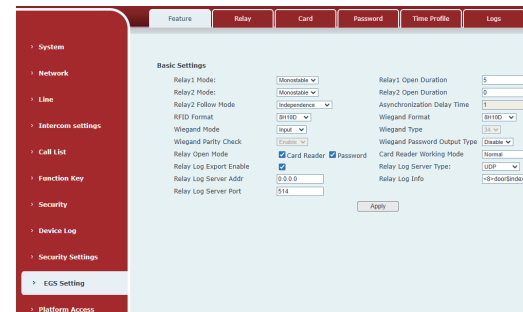 Feature Relay Card Password Time Profile Logs
› System
› Network
› Line
› Intercom settings
› Call List
› Function Key
› Security
› Device Log
› Security Settings
› EGS Setting
› Platform Access
Basic Settings
Relay1 Mode: Monostable Relay1 Open Duration 5
Relay2 Mode: Monostable Relay2 Open Duration 0
Relay2 Follow Mode Independence Asynchronization Delay Time 1
RFID Format 8H10D Wiegand Format 8H10D
Wiegand Mode Input Wiegand Type 34
Wiegand Parity Check Enable Wiegand Password Output Type Disable
Relay Open Mode Card Reader Password Card Reader Working Mode Normal
Relay Log Export Enable Relay Log Server Type: UDP
Relay Log Server Addr 0.0.0.0 Relay Log Info <8>door$index
Relay Log Server Port 514
Apply